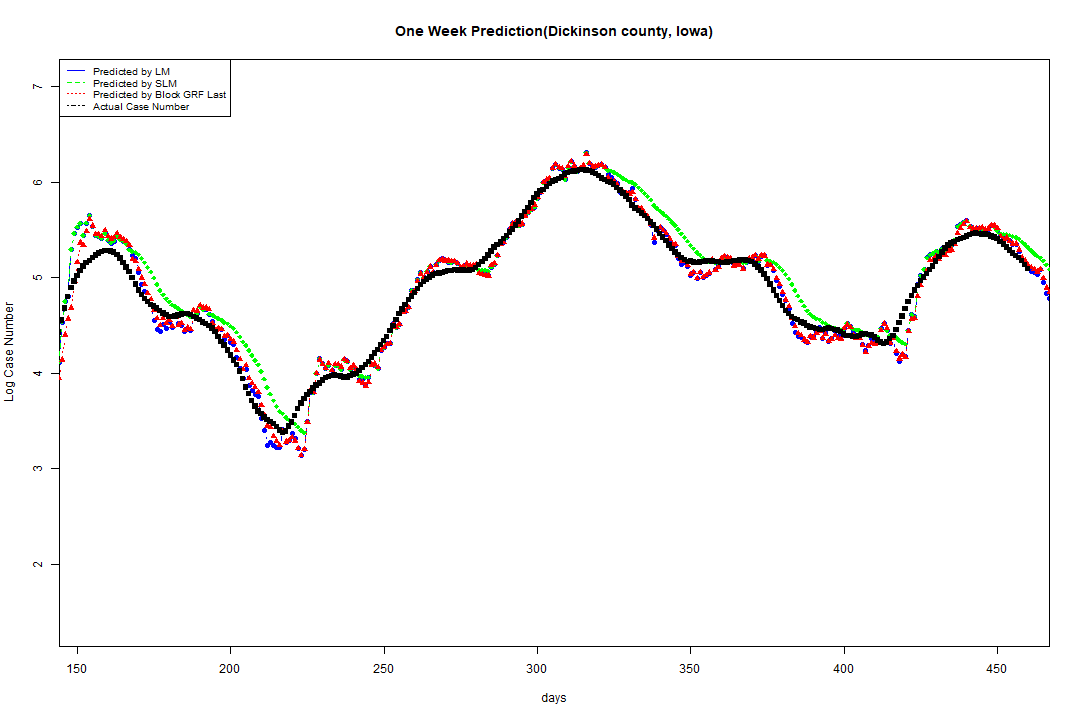 One Week Prediction(Dickinson county, Iowa)
Predicted by LM
Predicted by SLM
Predicted by Block GRF Last
Actual Case Number
7
6
5
4
3
2
Log Case Number
150 200 250 300 350 400 450
days